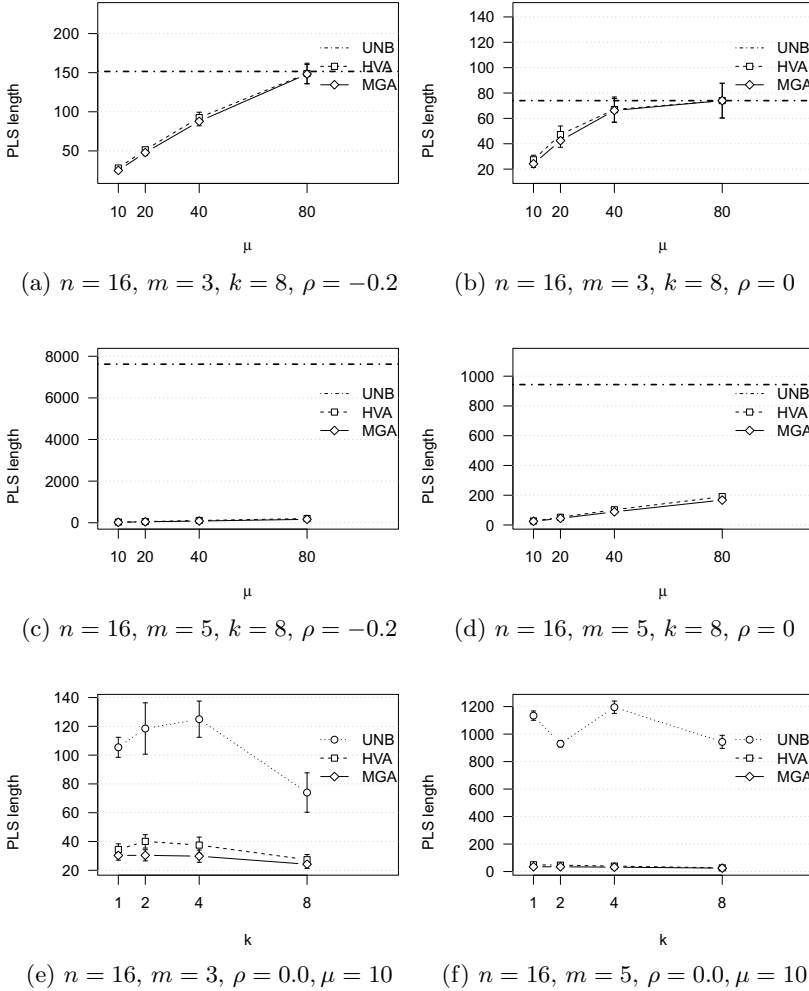 PLS length
200
150
100
50
10 20 40 80
μ
UNB
HVA
MGA
(a) n = 16, m = 3, k = 8, ρ = −0.2
PLS length
140
120
100
80
60
40
20
10 20 40 80
μ
UNB
HVA
MGA
(b) n = 16, m = 3, k = 8, ρ = 0
PLS length
8000
6000
4000
2000
0
10 20 40 80
μ
UNB
HVA
MGA
(c) n = 16, m = 5, k = 8, ρ = −0.2
PLS length
1000
800
600
400
200
0
10 20 40 80
μ
UNB
HVA
MGA
(d) n = 16, m = 5, k = 8, ρ = 0
PLS length
140
120
100
80
60
40
20
1 2 4 8
k
UNB
HVA
MGA
(e) n = 16, m = 3, ρ = 0.0, μ = 10
PLS length
1200
1000
800
600
400
200
0
1 2 4 8
k
UNB
HVA
MGA
(f) n = 16, m = 5, ρ = 0.0, μ = 10